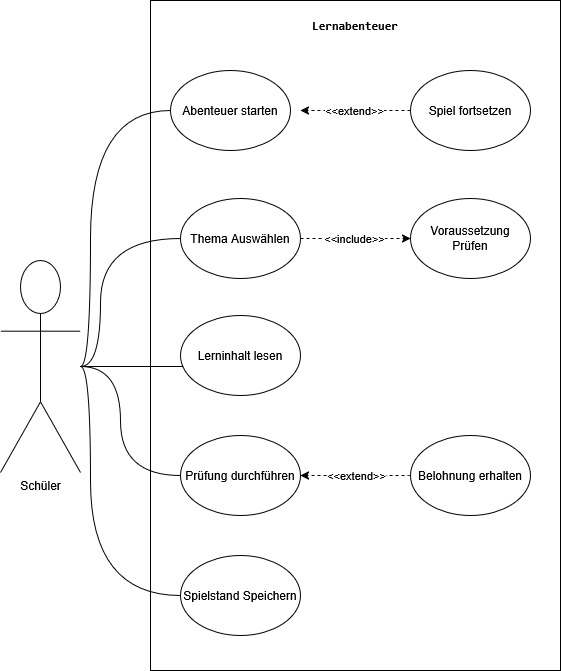 Lernabenteuer
Abenteuer starten
<<extend>>
Spiel fortsetzen
Thema Auswählen
<<include>>
Voraussetzung
Prüfen
Lerninhalt lesen
Schüler
Prüfung durchführen
<<extend>>
Belohnung erhalten
Spielstand Speichern